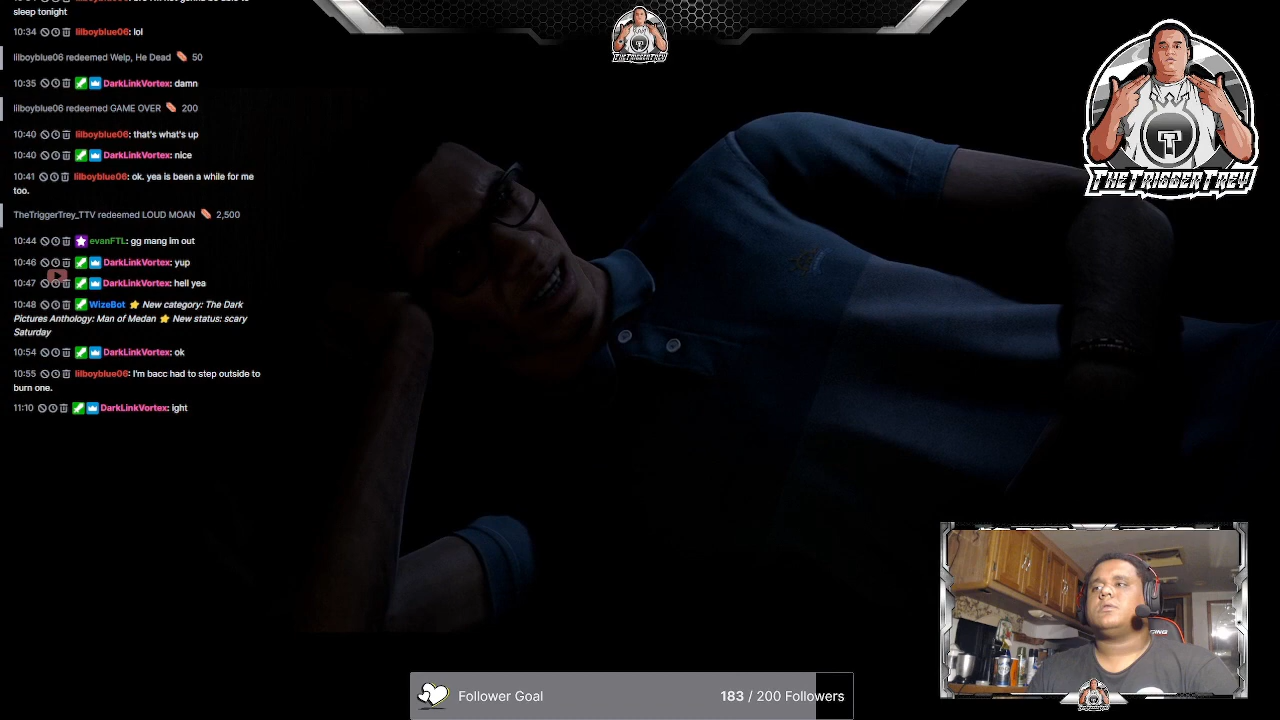 sleep tonight
10:34 lilboyblue06: lol
lilboyblue06 redeemed Welp, He Dead 50
10:35 DarkLinkVortex: damn
lilboyblue06 redeemed GAME OVER 200
10:40 lilboyblue06: that's what's up
10:40 DarkLinkVortex: nice
10:41 lilboyblue06: ok. yea is been a while for me
too.
TheTriggerTrey_TTV redeemed LOUD MOAN 2,500
10:44 evanFTL: gg mang im out
10:46 DarkLinkVortex: yup
10:47 DarkLinkVortex: hell yea
10:48 WizeBot New category: The Dark
Pictures Anthology: Man of Medan New status: scary
Saturday
10:54 DarkLinkVortex: ok
10:55 lilboyblue06: I'm bacc had to step outside to
burn one.
11:10 DarkLinkVortex: ight
THETRIGGERTREY
T
THETRIGGERTREY
Follower Goal 183 / 200 Followers